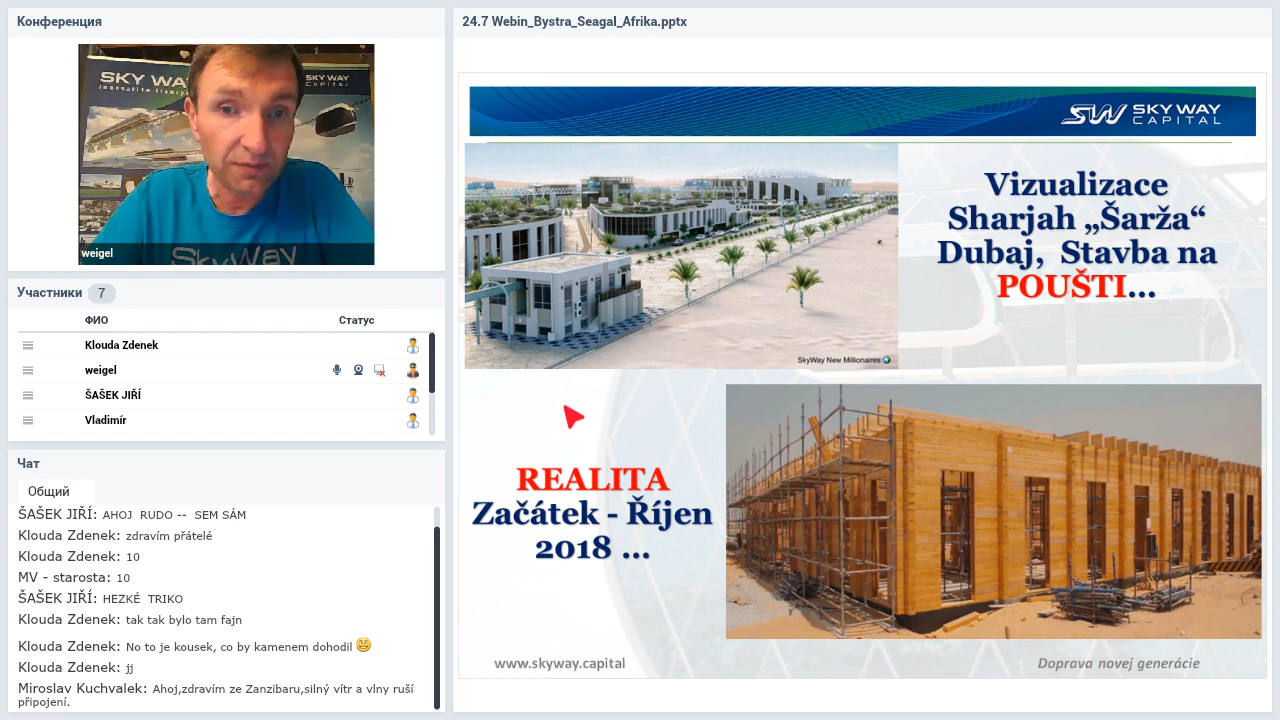 Конференция
SKY WA
Innovative transp
SKY WAY
CAPITAL
SkyWay
weigel
Участники 7
ФИО Статус
Klouda Zdenek
weigel
ŠAŠEK JIŘÍ
Vladimír
Чат
Общий
ŠAŠEK JIŘÍ: AHOJ RUDO -- SEM SÁM
Klouda Zdenek: zdravím přátelé
Klouda Zdenek: 10
MV - starosta: 10
ŠAŠEK JIŘÍ: HEZKÉ TRIKO
Klouda Zdenek: tak tak bylo tam fajn
Klouda Zdenek: No to je kousek, co by kamenem dohodil
Klouda Zdenek: jj
Miroslav Kuchvalek: Ahoj,zdravím ze Zanzibaru,silný vítr a vlny ruší
připojení.
24.7 Webin_Bystra_Seagal_Afrika.pptx
SW SKY WAY
CAPITAL
Vizualizace
Sharjah „Šarža“
Dubaj, Stavba na
POUŠTI...
SkyWay New Millionaires
REALITA
Začátek - Říjen
2018 ...
www.skyway.capital
Doprava novej generácie